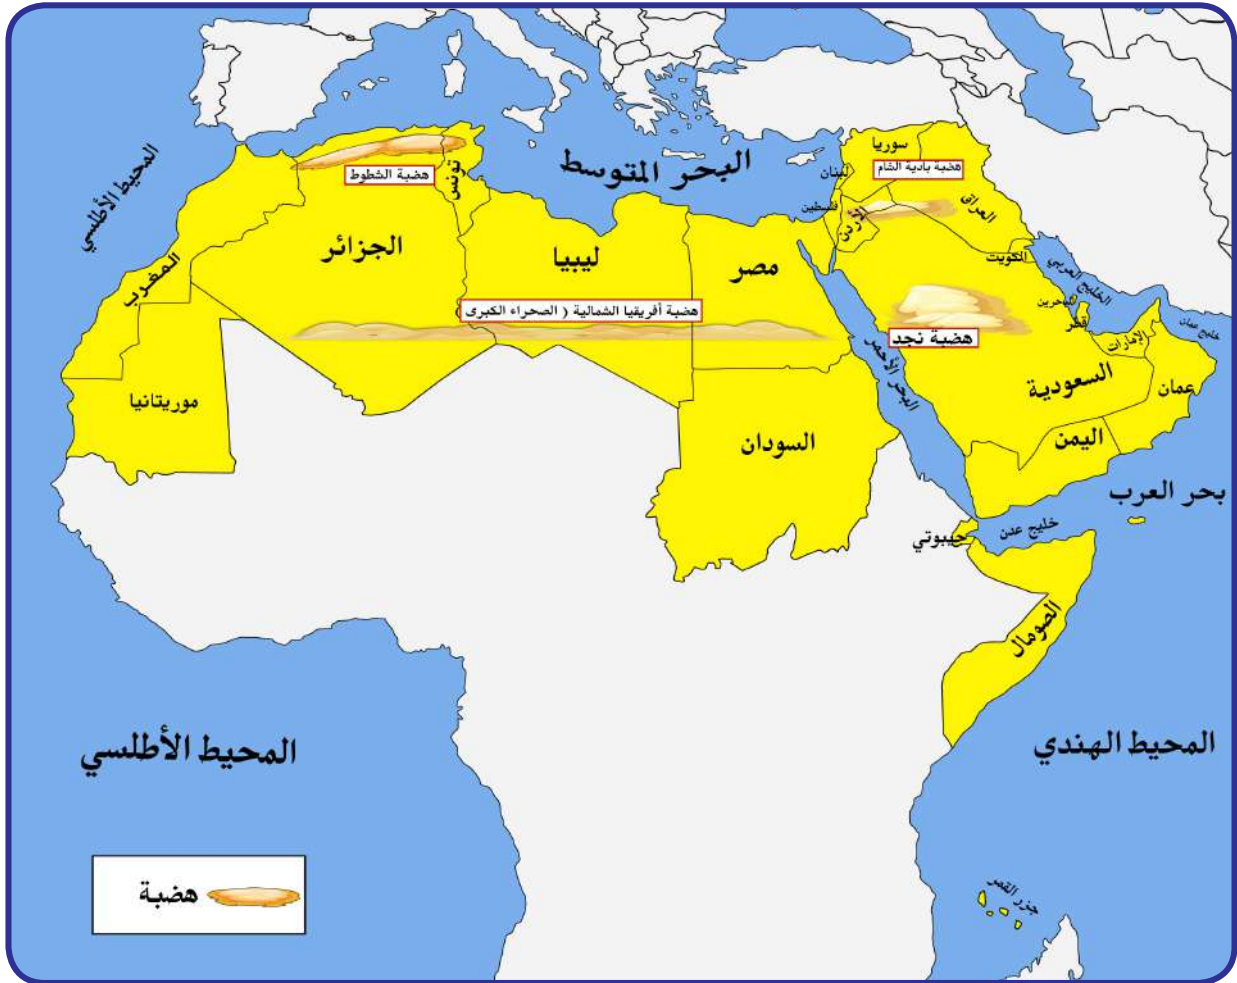 المحيط الأطلسي
البحر المتوسط
سوريا
هضبة بادية الشام
لبنان
هضبة الشطوط
تونس
العراق
فلسطين
الأردن
الجزائر
ليبيا
مصر
الكويت
المغرب
الخليج العربي
البحرين
هضبة أفريقيا الشمالية ( الصحراء الكبرى )
قطر
خليج عمان
هضبة نجد
الإمارات
البحر الأحمر
السعودية
عمان
موريتانيا
السودان
اليمن
بحر العرب
خليج عدن
جيبوتي
الصومال
المحيط الأطلسي
المحيط الهندي
جزر القمر
هضبة